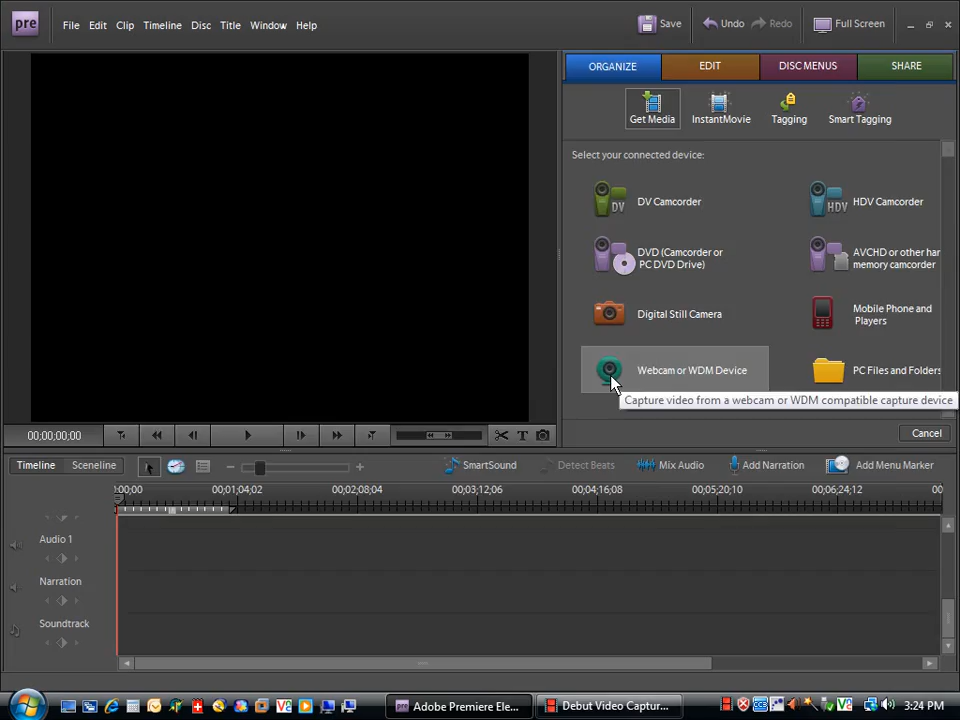 pre File Edit Clip Timeline Disc Title Window Help Save Undo Redo Full Screen
ORGANIZE EDIT DISC MENUS SHARE
Get Media InstantMovie Tagging Smart Tagging
Select your connected device:
DV DV Camcorder HDV HDV Camcorder
DVD (Camcorder or
PC DVD Drive)
AVCHD or other har
memory camcorder
Digital Still Camera
Mobile Phone and
Players
Webcam or WDM Device PC Files and Folders
Capture video from a webcam or WDM compatible capture device
00;00;00;00 T
Cancel
Timeline Sceneline SmartSound Detect Beats Mix Audio Add Narration Add Menu Marker
;00;00 00;01;04;02 00;02;08;04 00;03;12;06 00;04;16;08 00;05;20;10 00;06;24;12 00
Audio 1
Narration
Soundtrack
Adobe Premiere Ele... Debut Video Captur... 3:24 PM